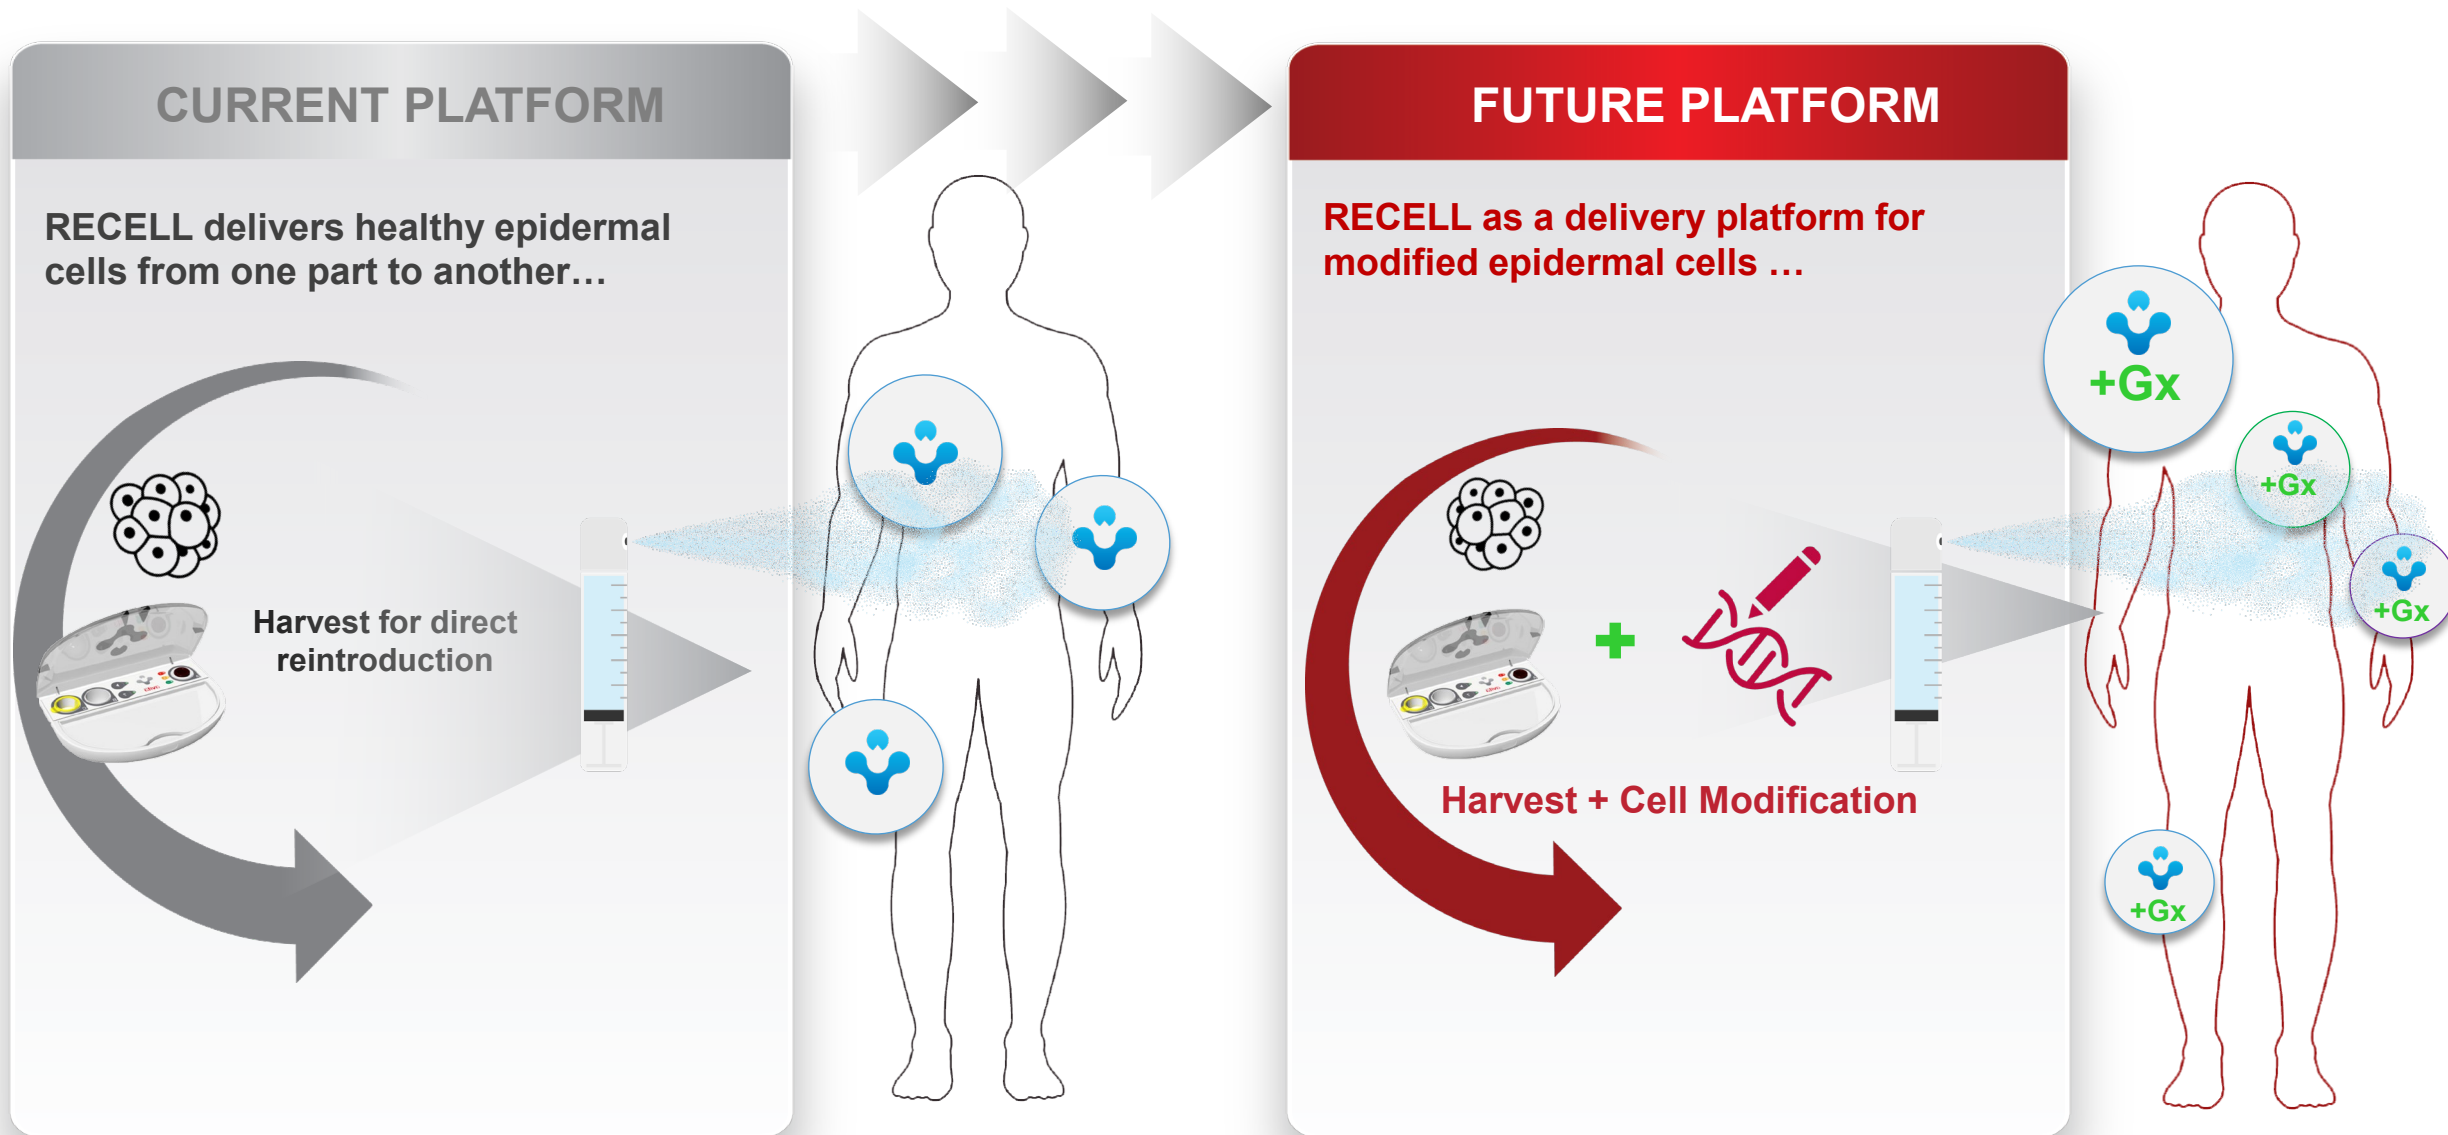 CURRENT PLATFORM
RECELL delivers healthy epidermal
cells from one part to another…
Harvest for direct
reintroduction
FUTURE PLATFORM
RECELL as a delivery platform for
modified epidermal cells …
Harvest + Cell Modification
+Gx
+Gx
+Gx
+Gx